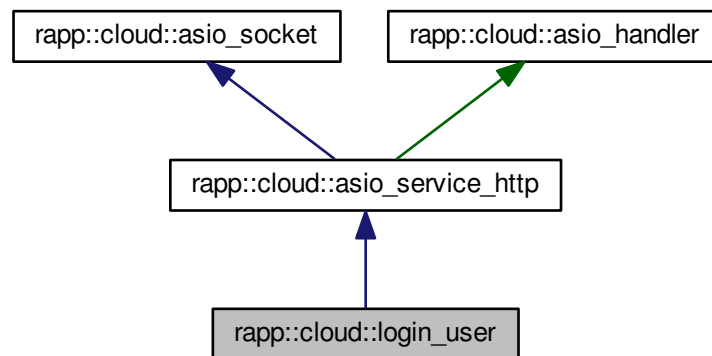 rapp::cloud::asio_socket
rapp::cloud::asio_handler
rapp::cloud::asio_service_http
rapp::cloud::login_user